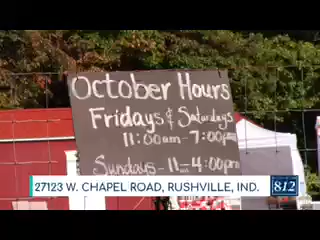 October Hours
Fridays & Saturdays
11:00am - 7:00pm
Sundays - 11-4:00pm
27123 W. CHAPEL ROAD, RUSHVILLE, IND.
812